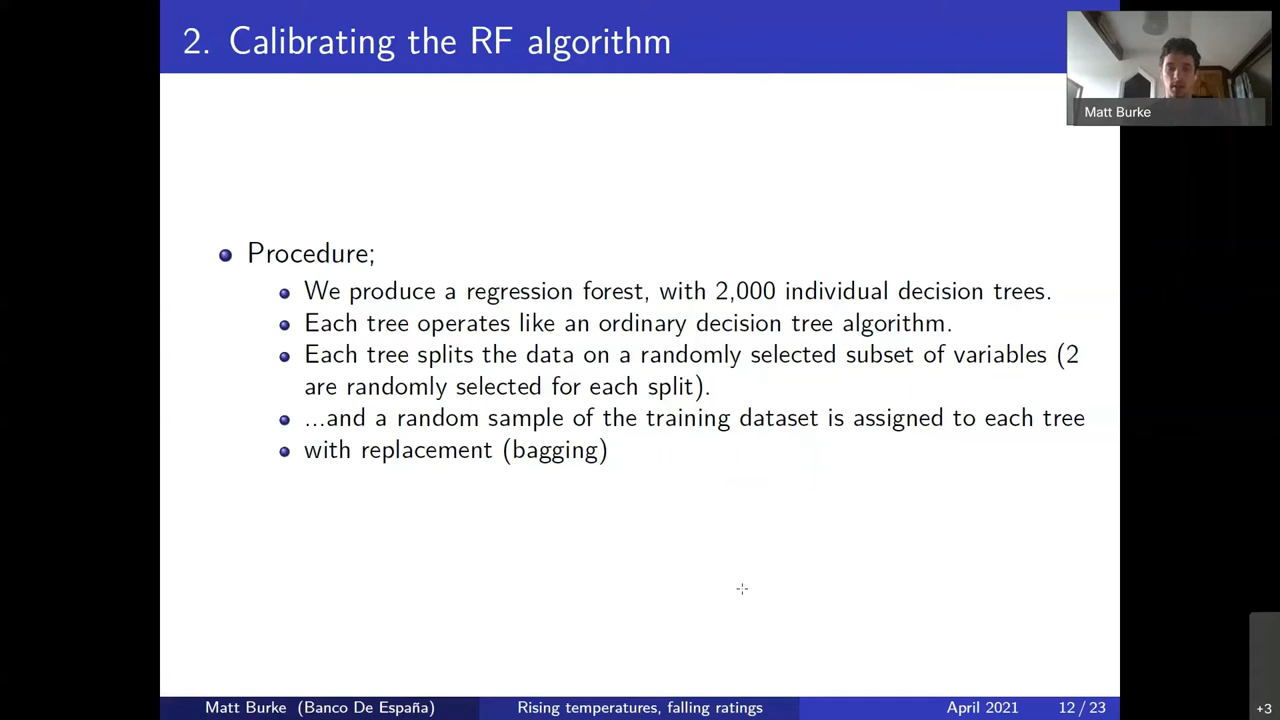 2. Calibrating the RF algorithm
Matt Burke
Procedure;
We produce a regression forest, with 2,000 individual decision trees.
Each tree operates like an ordinary decision tree algorithm.
Each tree splits the data on a randomly selected subset of variables (2
are randomly selected for each split).
...and a random sample of the training dataset is assigned to each tree
with replacement (bagging)
Matt Burke (Banco De España)
Rising temperatures, falling ratings
April 2021
12 / 23
+3